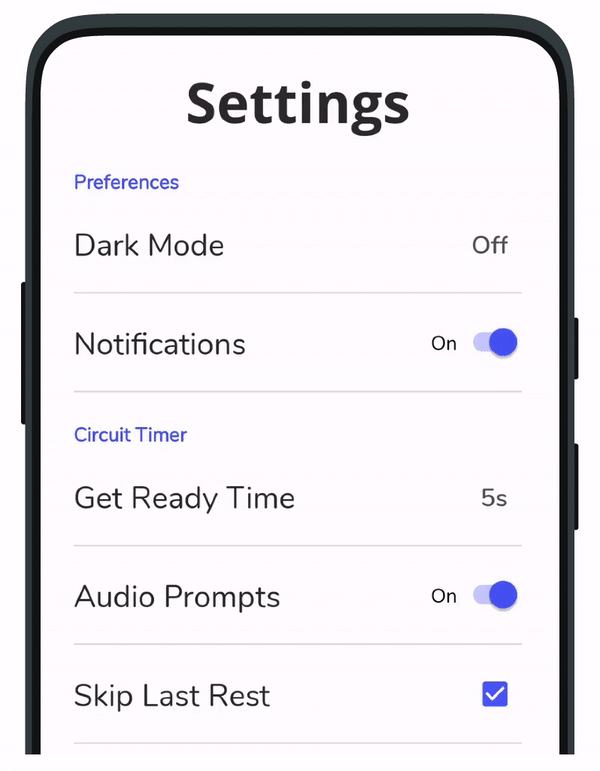 Settings
Preferences
Dark Mode Off
Notifications On
Circuit Timer
Get Ready Time 5s
Audio Prompts On
Skip Last Rest